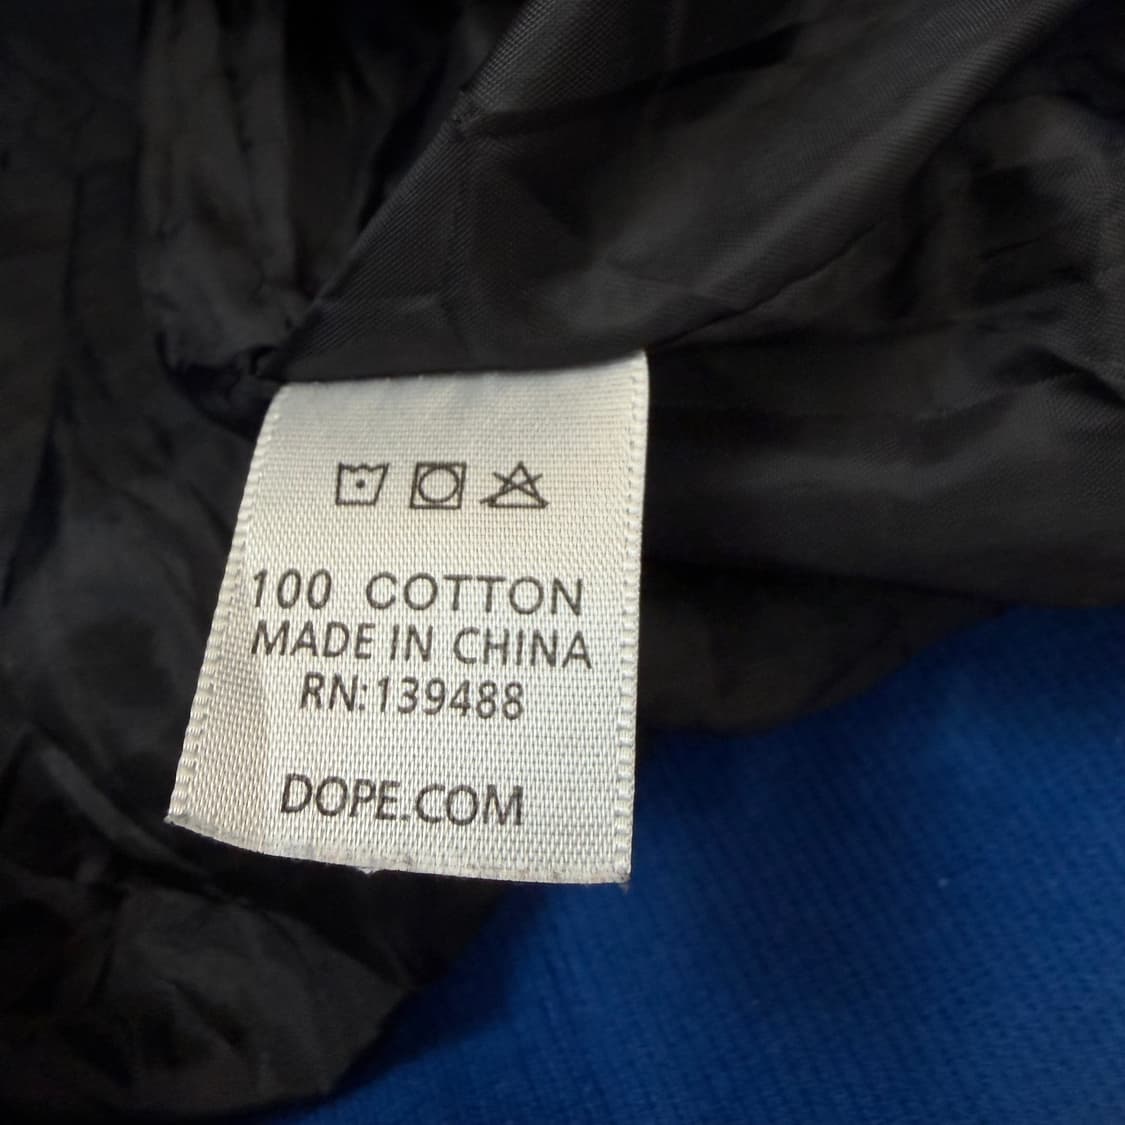 100 COTTON
MADE IN CHINA
RN:139488
DOPE.COM